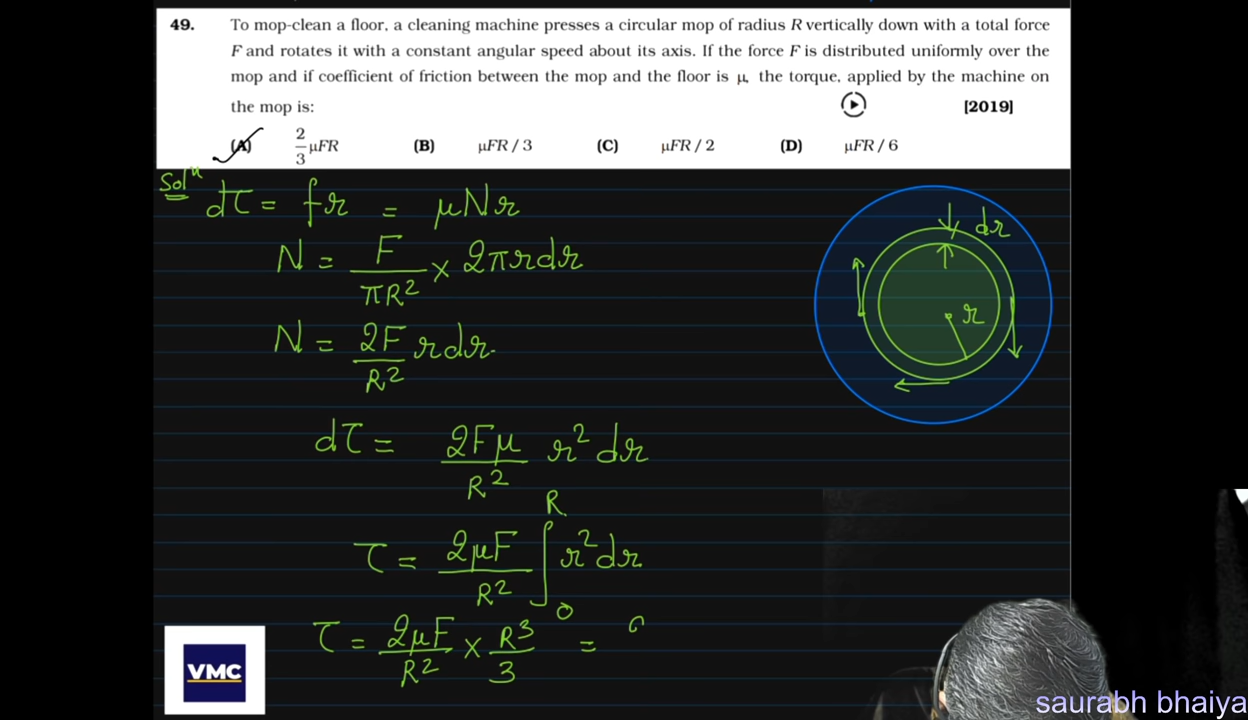 49. To mop-clean a floor, a cleaning machine presses a circular mop of radius R vertically down with a total force
F and rotates it with a constant angular speed about its axis. If the force F is distributed uniformly over the
mop and if coefficient of friction between the mop and the floor is μ, the torque, applied by the machine on
the mop is: [2019]
(A) 2/3 μFR (B) μFR / 3 (C) μFR / 2 (D) μFR / 6
Solⁿ dτ = fr = μNr
N = F/πR² × 2πrdr
N = 2F/R² rdr.
dτ = 2Fμ/R² r² dr
τ = 2μF/R² ∫₀ᴿ r² dr
τ = 2μF/R² × R³/3 =
dr
r
VMC
saurabh bhaiya